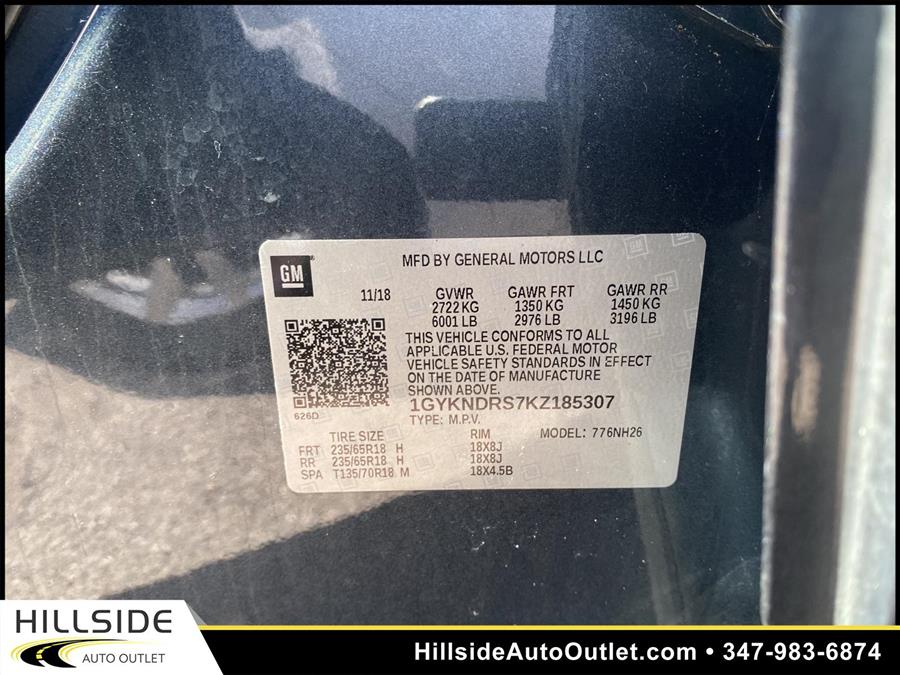 GM
MFD BY GENERAL MOTORS LLC
11/18
GVWR GAWR FRT GAWR RR
2722 KG 1350 KG 1450 KG
6001 LB 2976 LB 3196 LB
THIS VEHICLE CONFORMS TO ALL
APPLICABLE U.S. FEDERAL MOTOR
VEHICLE SAFETY STANDARDS IN EFFECT
ON THE DATE OF MANUFACTURE
SHOWN ABOVE.
626D
1GYKNDRS7KZ185307
TYPE: M.P.V.
TIRE SIZE RIM MODEL: 776NH26
FRT 235/65R18 H 18X8J
RR 235/65R18 H 18X8J
SPA T135/70R18 M 18X4.5B
HILLSIDE
AUTO OUTLET
HillsideAutoOutlet.com • 347-983-6874